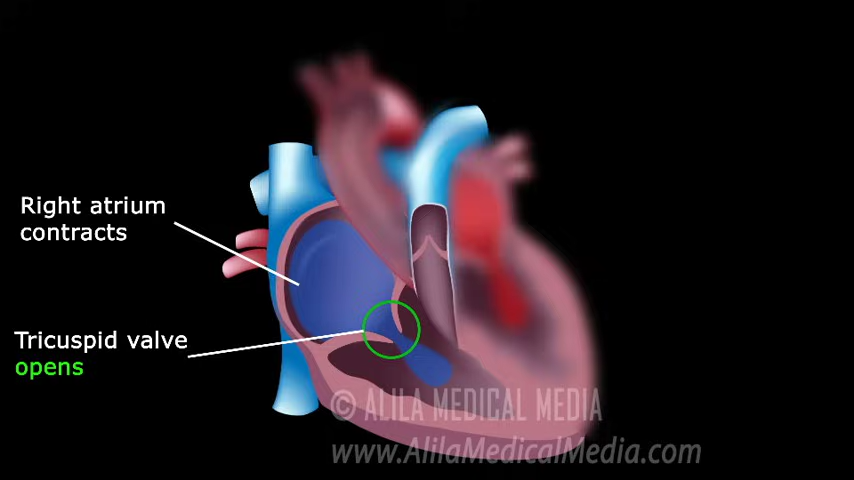 Right atrium
contracts
Tricuspid valve
opens
© ALILA MEDICAL MEDIA
www.AlilaMedicalMedia.com